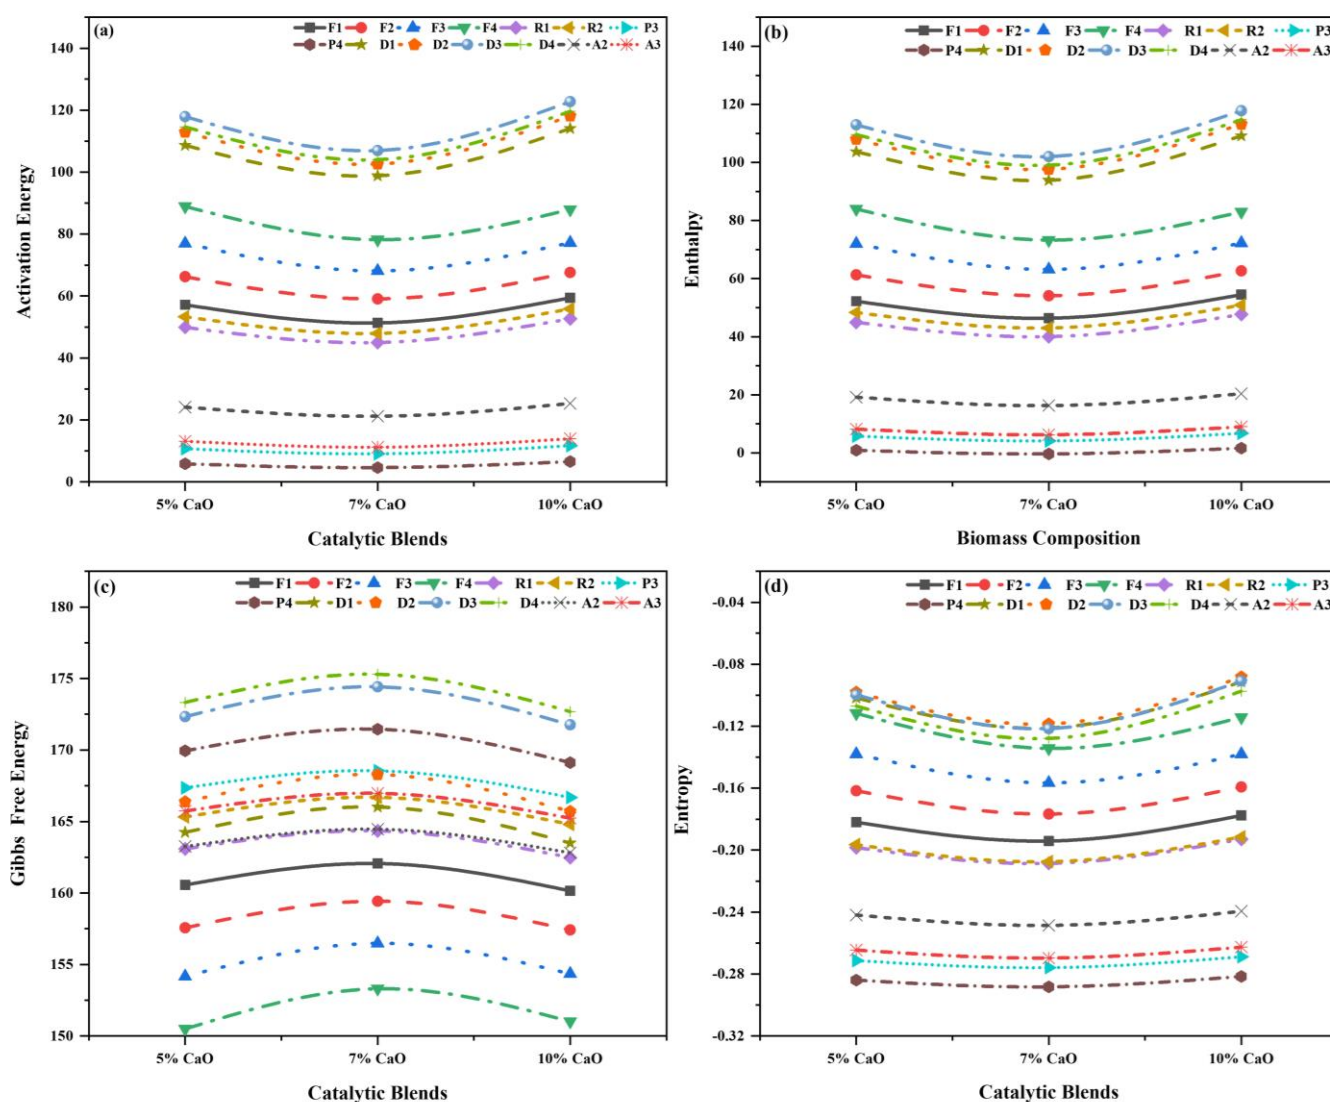 (a)
F1 F2 F3 F4 R1 R2 P3
P4 D1 D2 D3 D4 A2 A3
140
120
100
80
60
40
20
0
Activation Energy
5% CaO 7% CaO 10% CaO
Catalytic Blends
(b)
F1 F2 F3 F4 R1 R2 P3
P4 D1 D2 D3 D4 A2 A3
140
120
100
80
60
40
20
0
Enthalpy
5% CaO 7% CaO 10% CaO
Biomass Composition
(c)
F1 F2 F3 F4 R1 R2 P3
P4 D1 D2 D3 D4 A2 A3
180
175
170
165
160
155
150
Gibbs Free Energy
5% CaO 7% CaO 10% CaO
Catalytic Blends
(d)
F1 F2 F3 F4 R1 R2 P3
P4 D1 D2 D3 D4 A2 A3
-0.04
-0.08
-0.12
-0.16
-0.20
-0.24
-0.28
-0.32
Entropy
5% CaO 7% CaO 10% CaO
Catalytic Blends